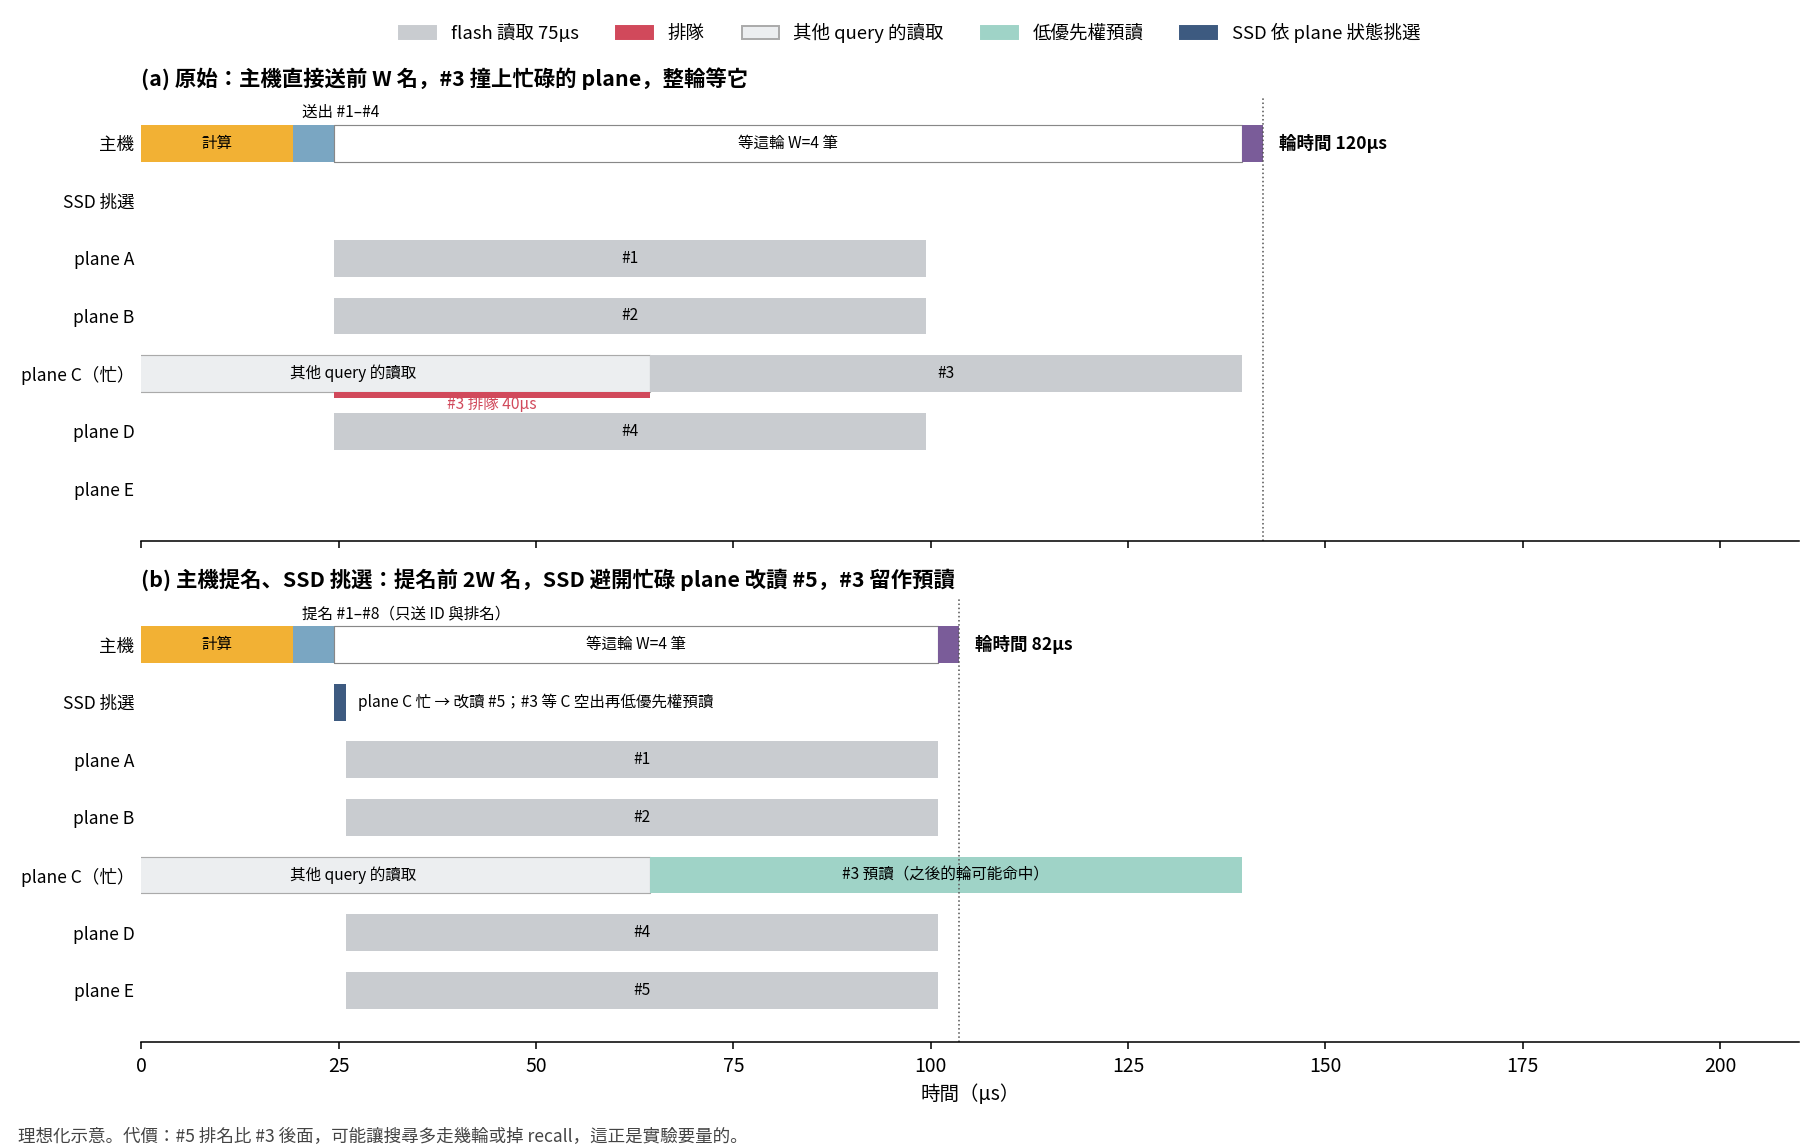 flash 讀取 75μs　排隊　其他 query 的讀取　低優先權預讀　SSD 依 plane 狀態挑選
(a) 原始：主機直接送前 W 名，#3 撞上忙碌的 plane，整輪等它
送出 #1–#4
主機　計算　等這輪 W=4 筆　輪時間 120μs
SSD 挑選
plane A　#1
plane B　#2
plane C（忙）　其他 query 的讀取　#3
#3 排隊 40μs
plane D　#4
plane E
(b) 主機提名、SSD 挑選：提名前 2W 名，SSD 避開忙碌 plane 改讀 #5，#3 留作預讀
提名 #1–#8（只送 ID 與排名）
主機　計算　等這輪 W=4 筆　輪時間 82μs
SSD 挑選　plane C 忙 → 改讀 #5；#3 等 C 空出再低優先權預讀
plane A　#1
plane B　#2
plane C（忙）　其他 query 的讀取　#3 預讀（之後的輪可能命中）
plane D　#4
plane E　#5
0　25　50　75　100　125　150　175　200
時間（μs）
理想化示意。代價：#5 排名比 #3 後面，可能讓搜尋多走幾輪或掉 recall，這正是實驗要量的。